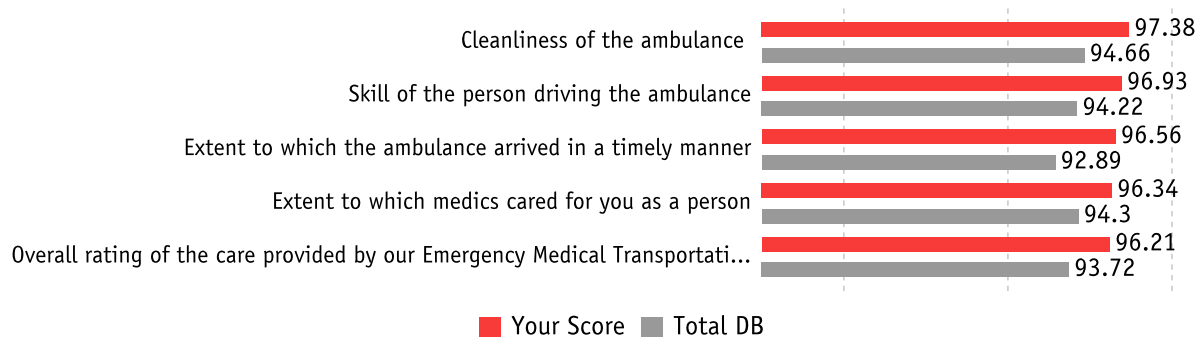 Cleanliness of the ambulance
97.38
94.66
Skill of the person driving the ambulance
96.93
94.22
Extent to which the ambulance arrived in a timely manner
96.56
92.89
Extent to which medics cared for you as a person
96.34
94.3
Overall rating of the care provided by our Emergency Medical Transportati...
96.21
93.72
Your Score Total DB